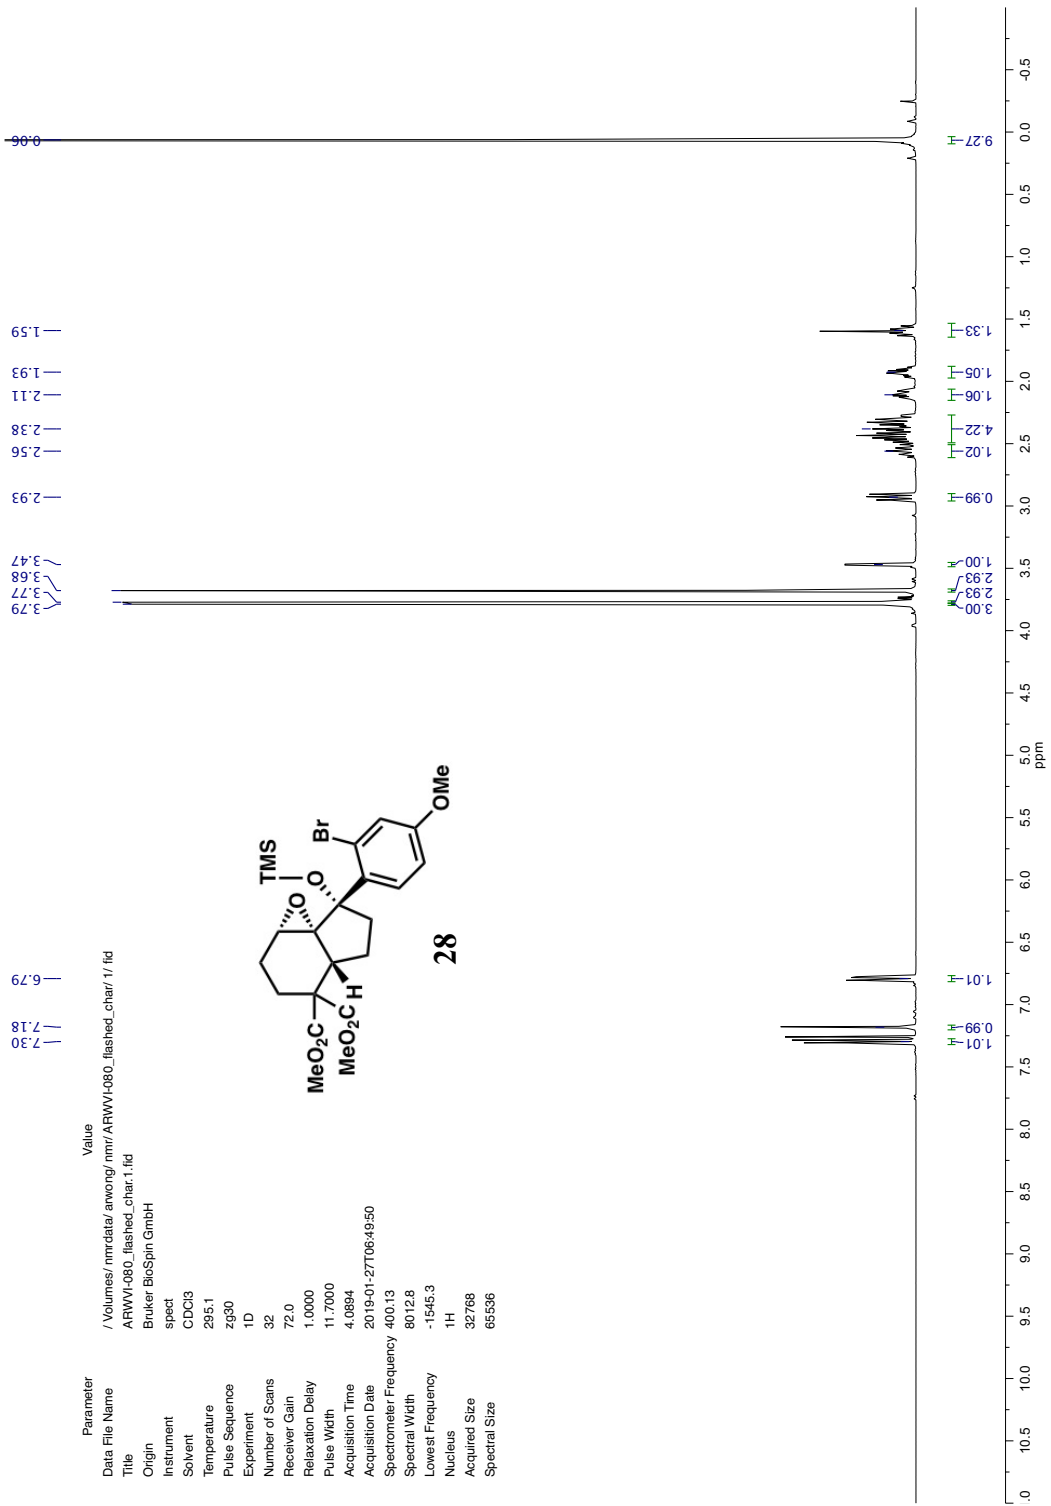 Parameter Value
Data File Name / Volumes/ nmrdata/ arwong/ nmr/ ARWVI-080_flashed_char/ 1/ fid
Title ARWVI-080_flashed_char.1.fid
Origin Bruker BioSpin GmbH
Instrument spect
Solvent CDCl3
Temperature 295.1
Pulse Sequence zg30
Experiment 1D
Number of Scans 32
Receiver Gain 72.0
Relaxation Delay 1.0000
Pulse Width 11.7000
Acquisition Time 4.0894
Acquisition Date 2019-01-27T06:49:50
Spectrometer Frequency 400.13
Spectral Width 8012.8
Lowest Frequency -1545.3
Nucleus 1H
Acquired Size 32768
Spectral Size 65536
7.30
7.18
6.79
3.79
3.77
3.68
3.47
2.93
2.56
2.38
2.11
1.93
1.59
0.06
TMS
O
O
Br
MeO2C
MeO2C
H
OMe
28
1.01
0.99
1.01
3.00
2.93
2.93
1.00
0.99
1.02
4.22
1.06
1.05
1.33
9.27
.0 10.5 10.0 9.5 9.0 8.5 8.0 7.5 7.0 6.5 6.0 5.5 5.0 4.5 4.0 3.5 3.0 2.5 2.0 1.5 1.0 0.5 0.0 -0.5
ppm